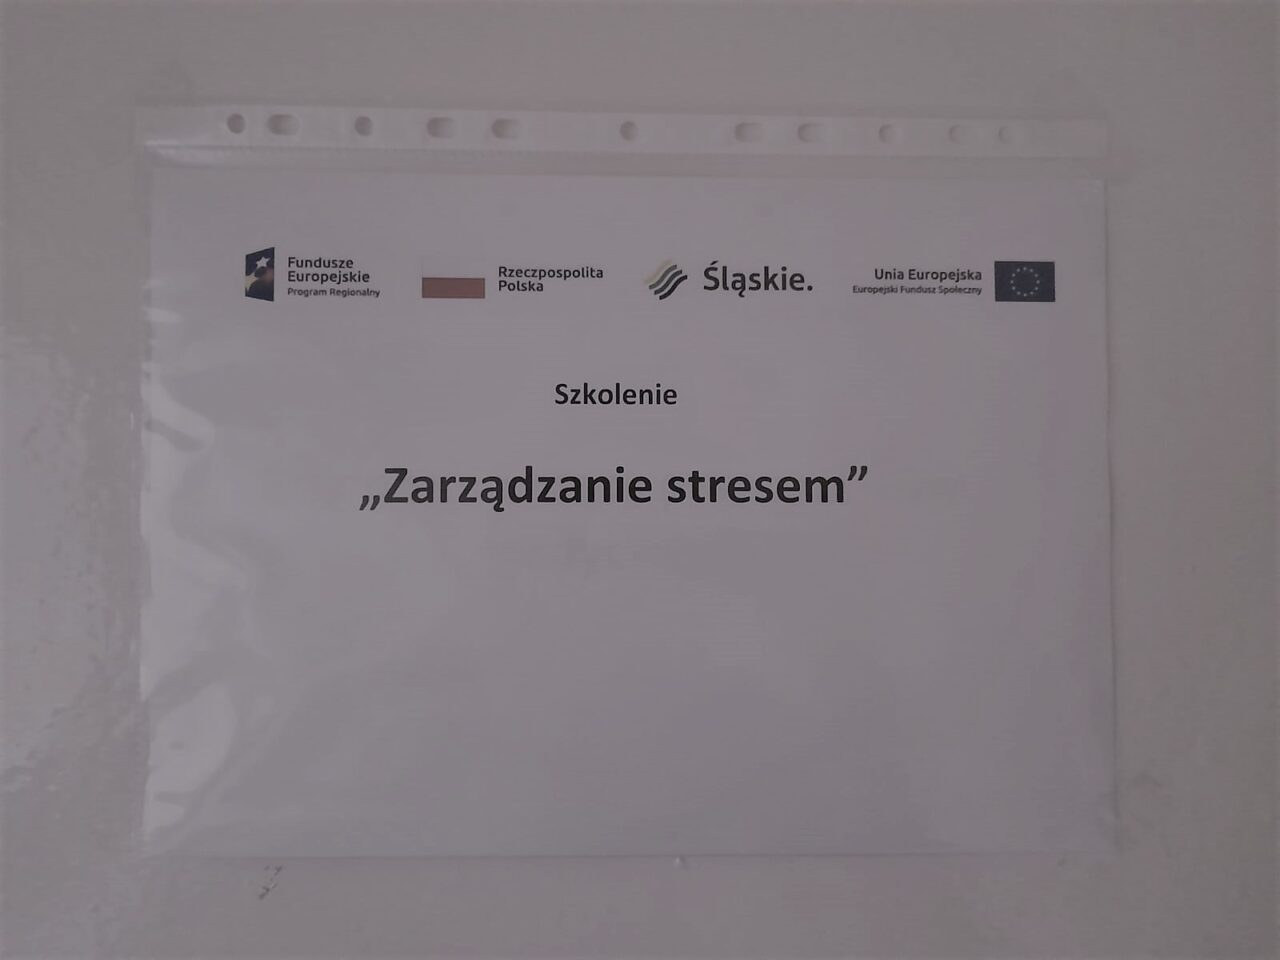 Fundusze
Europejskie
Program Regionalny
Rzeczpospolita
Polska
Śląskie.
Unia Europejska
Europejski Fundusz Społeczny
Szkolenie
„Zarządzanie stresem”